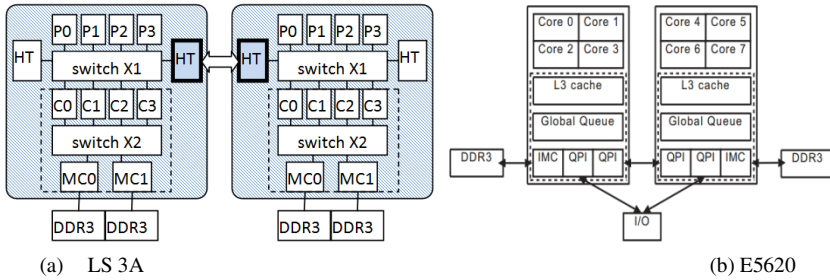 P0 P1 P2 P3
HT switch X1 HT
C0 C1 C2 C3
switch X2
MC0 MC1
DDR3 DDR3
P0 P1 P2 P3
HT switch X1 HT
C0 C1 C2 C3
switch X2
MC0 MC1
DDR3 DDR3
(a) LS 3A
Core 0 Core 1
Core 2 Core 3
L3 cache
Global Queue
DDR3 IMC QPI QPI
Core 4 Core 5
Core 6 Core 7
L3 cache
Global Queue
QPI QPI IMC DDR3
I/O
(b) E5620